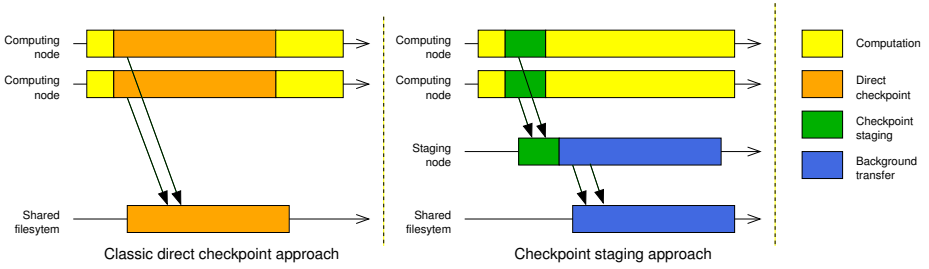 Computing
node
Computing
node
Shared
filesytem
Classic direct checkpoint approach
Computing
node
Computing
node
Staging
node
Shared
filesytem
Checkpoint staging approach
Computation
Direct
checkpoint
Checkpoint
staging
Background
transfer